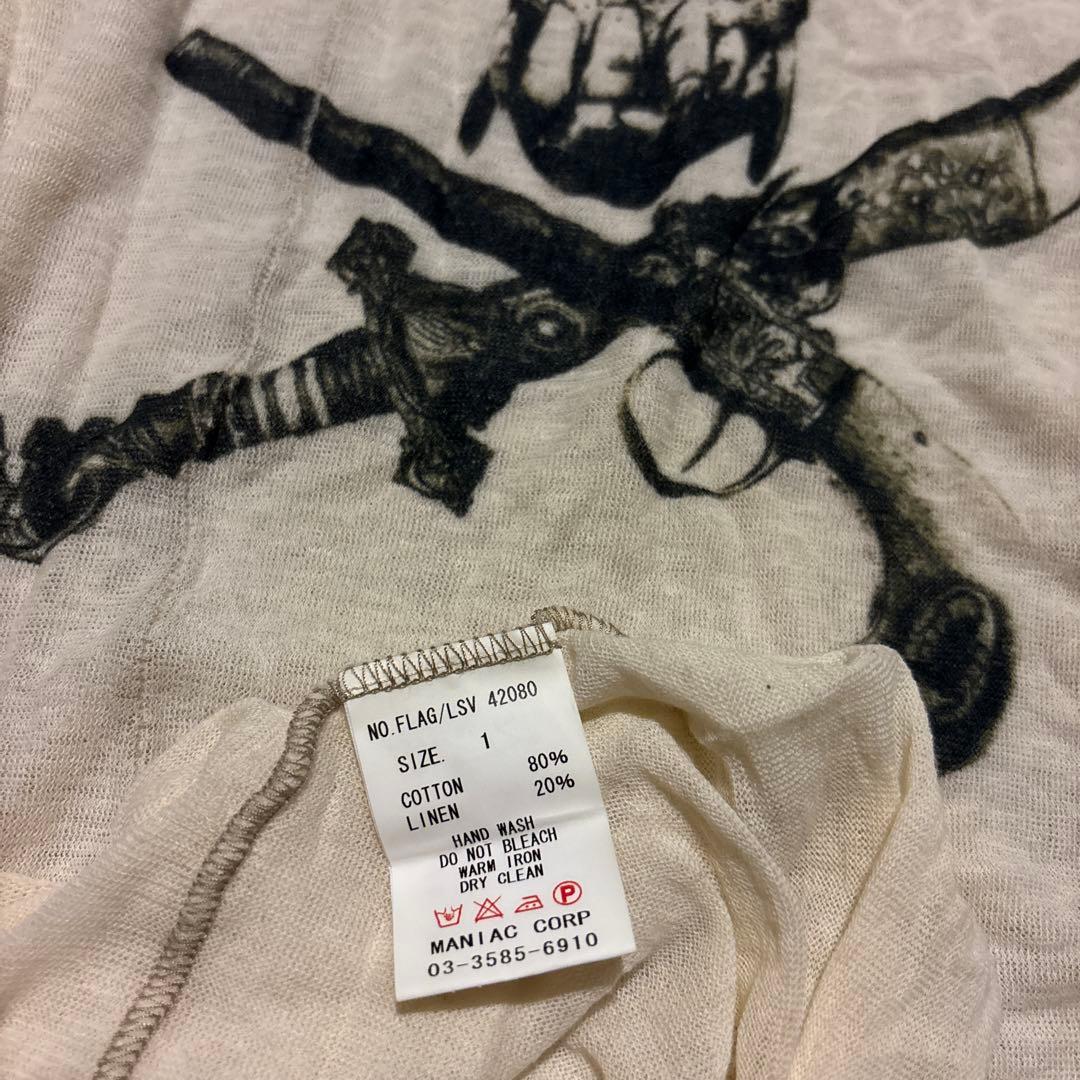 NO.FLAG/LSV 42080
SIZE. 1
COTTON 80%
LINEN 20%
HAND WASH
DO NOT BLEACH
WARM IRON
DRY CLEAN
P
MANIAC CORP
03-3585-6910